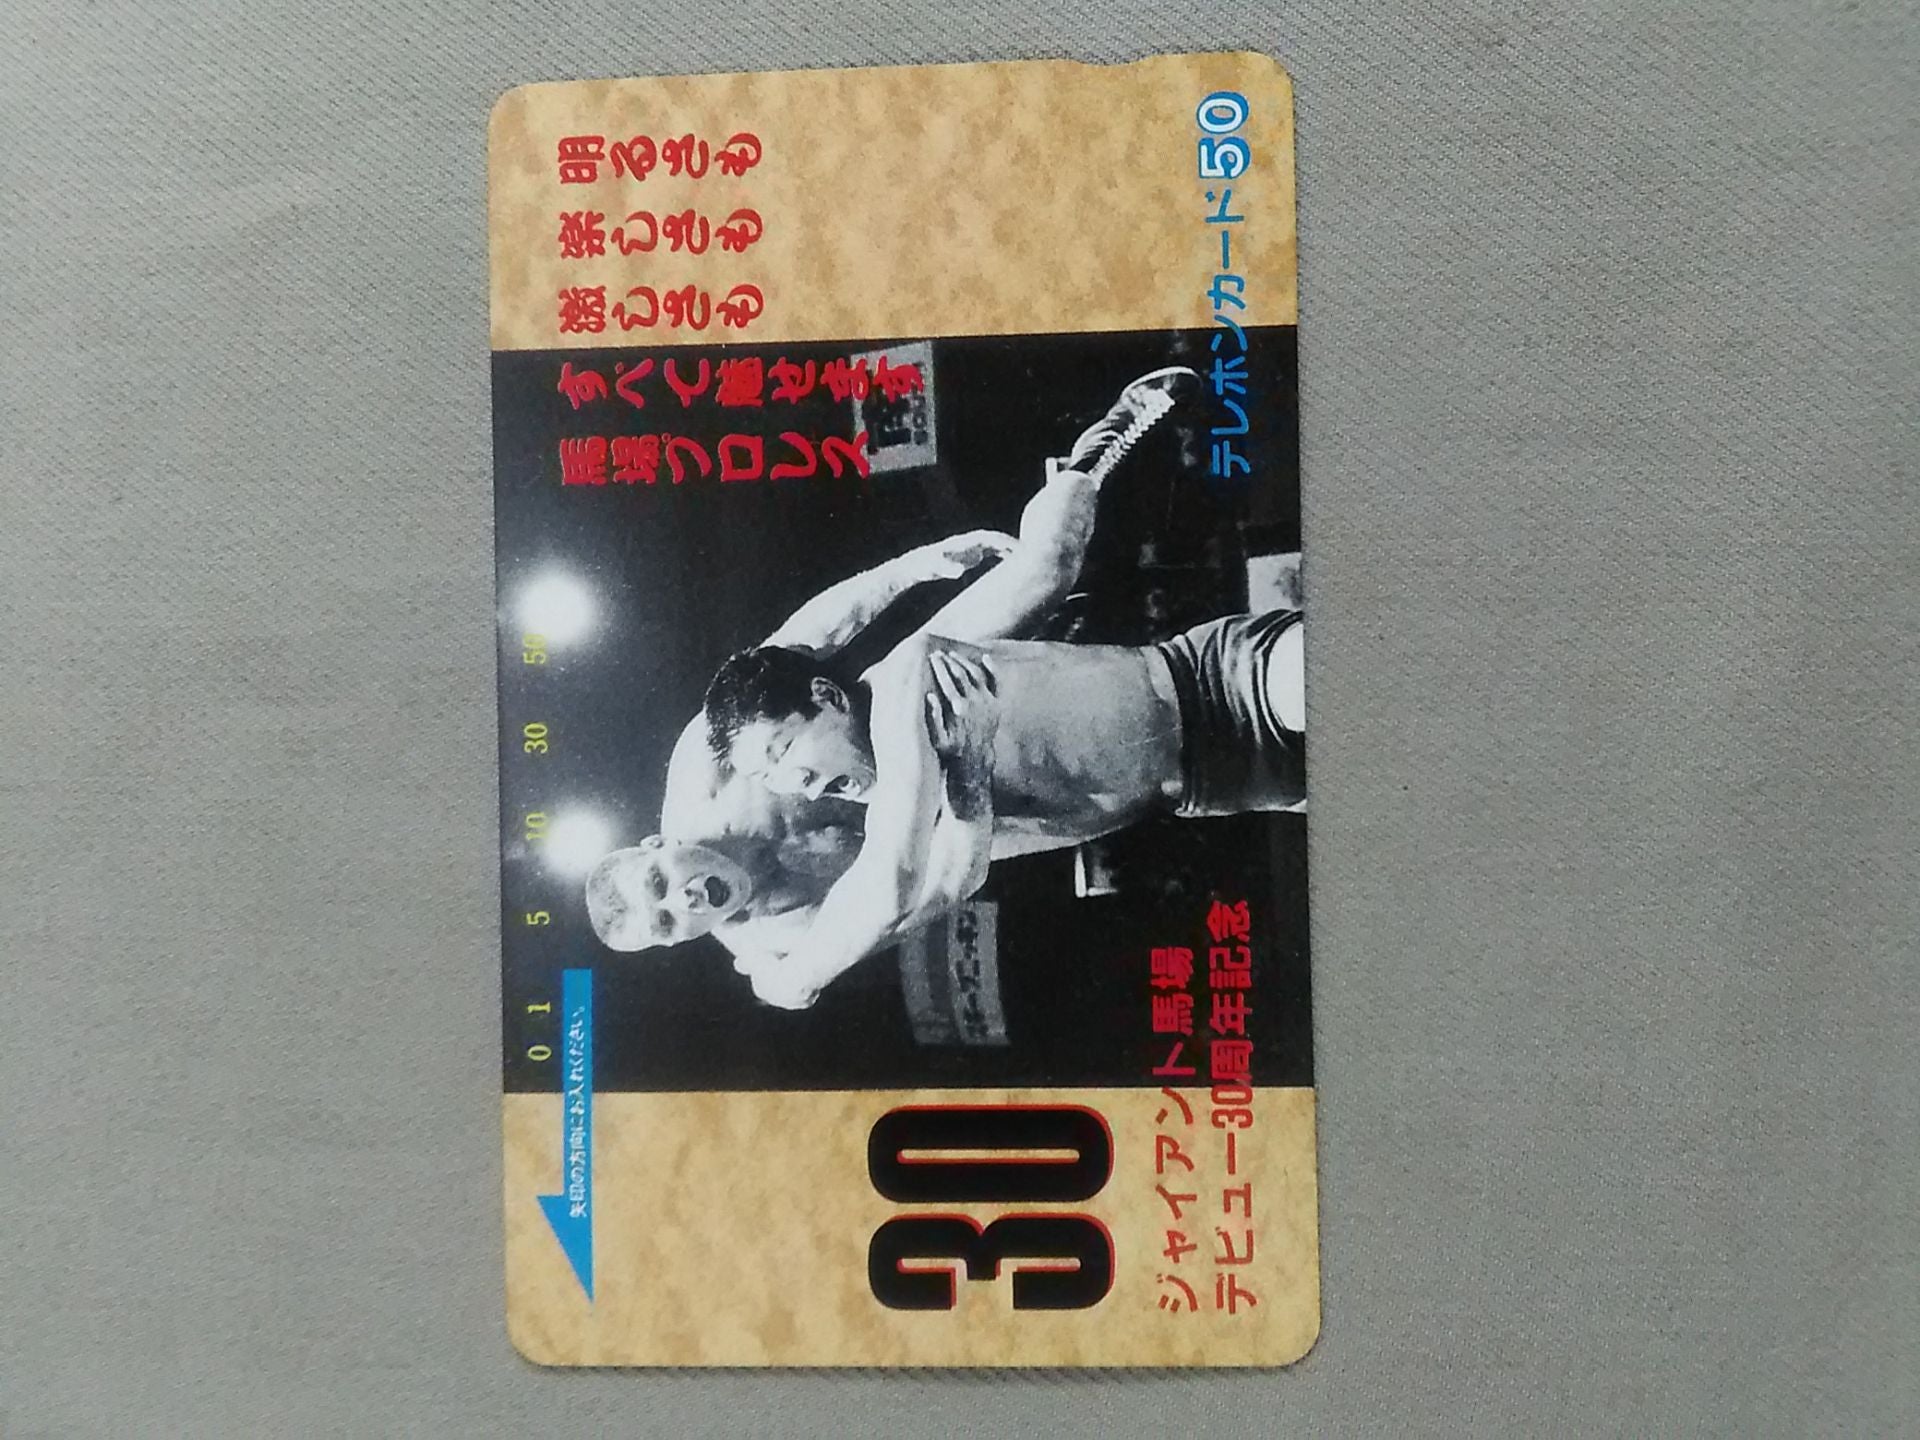 0 1 5 10 30 50
矢印の方向にお入れください。
明るさも
楽しさも
激しさも
すべて魅せます
馬場プロレス
30
ジャイアント馬場
デビュー30周年記念
テレホンカード50